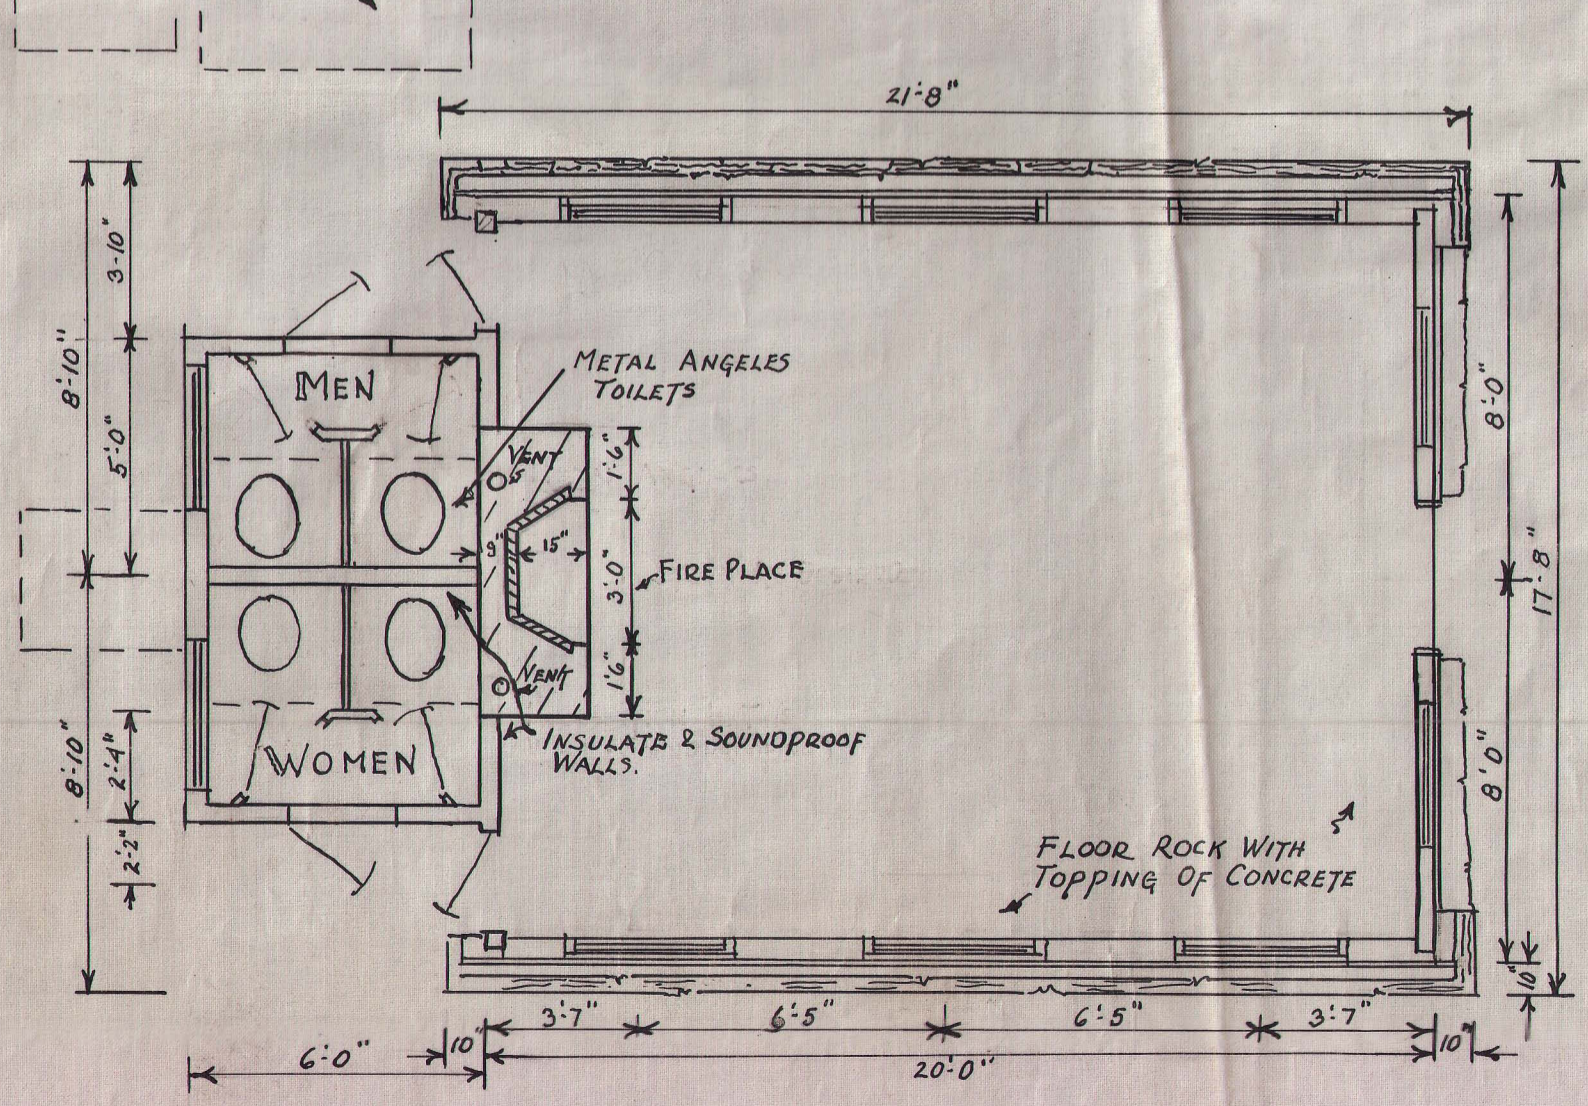 21'-8"
3'-10"
8'-10"
5'-0"
MEN
METAL ANGELES
TOILETS
VENT
5
1'-6"
9"
15"
3'-0"
FIRE PLACE
8'-0"
17'-8"
VENT
1'6"
INSULATE & SOUNDPROOF
WALLS.
WOMEN
8'-10"
2'-4"
2'-2"
8'0"
FLOOR ROCK WITH
TOPPING OF CONCRETE
10"
3'-7"
6'-5"
6'-5"
3'-7"
6'-0"
10"
20'-0"
10"